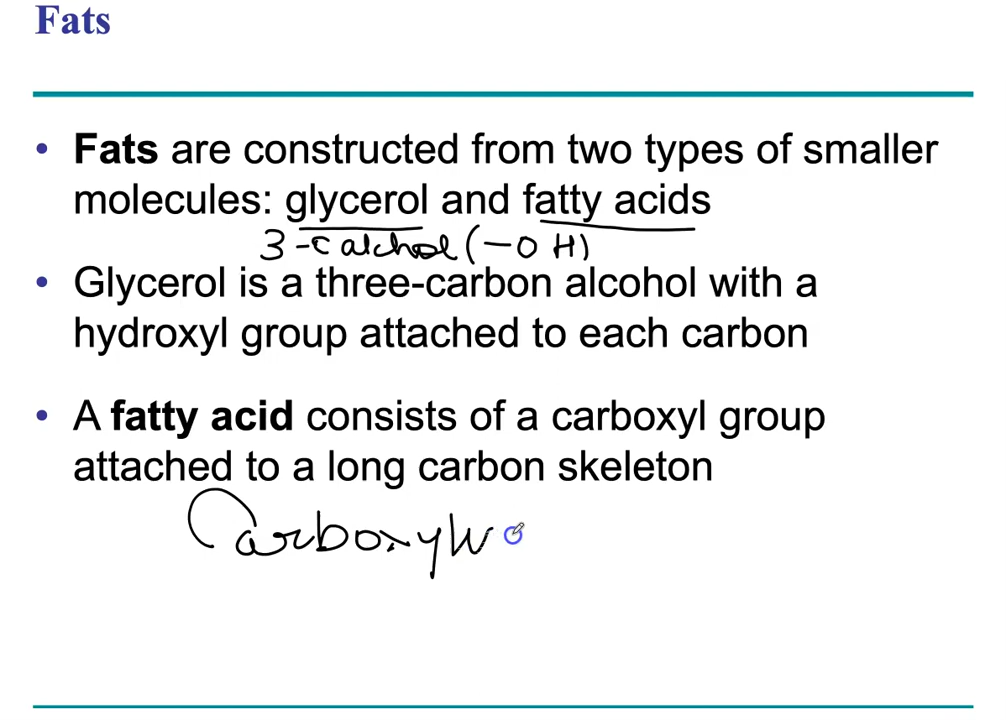 Fats
• Fats are constructed from two types of smaller
molecules: glycerol and fatty acids
3-C alchol (-OH)
• Glycerol is a three-carbon alcohol with a
hydroxyl group attached to each carbon
• A fatty acid consists of a carboxyl group
attached to a long carbon skeleton